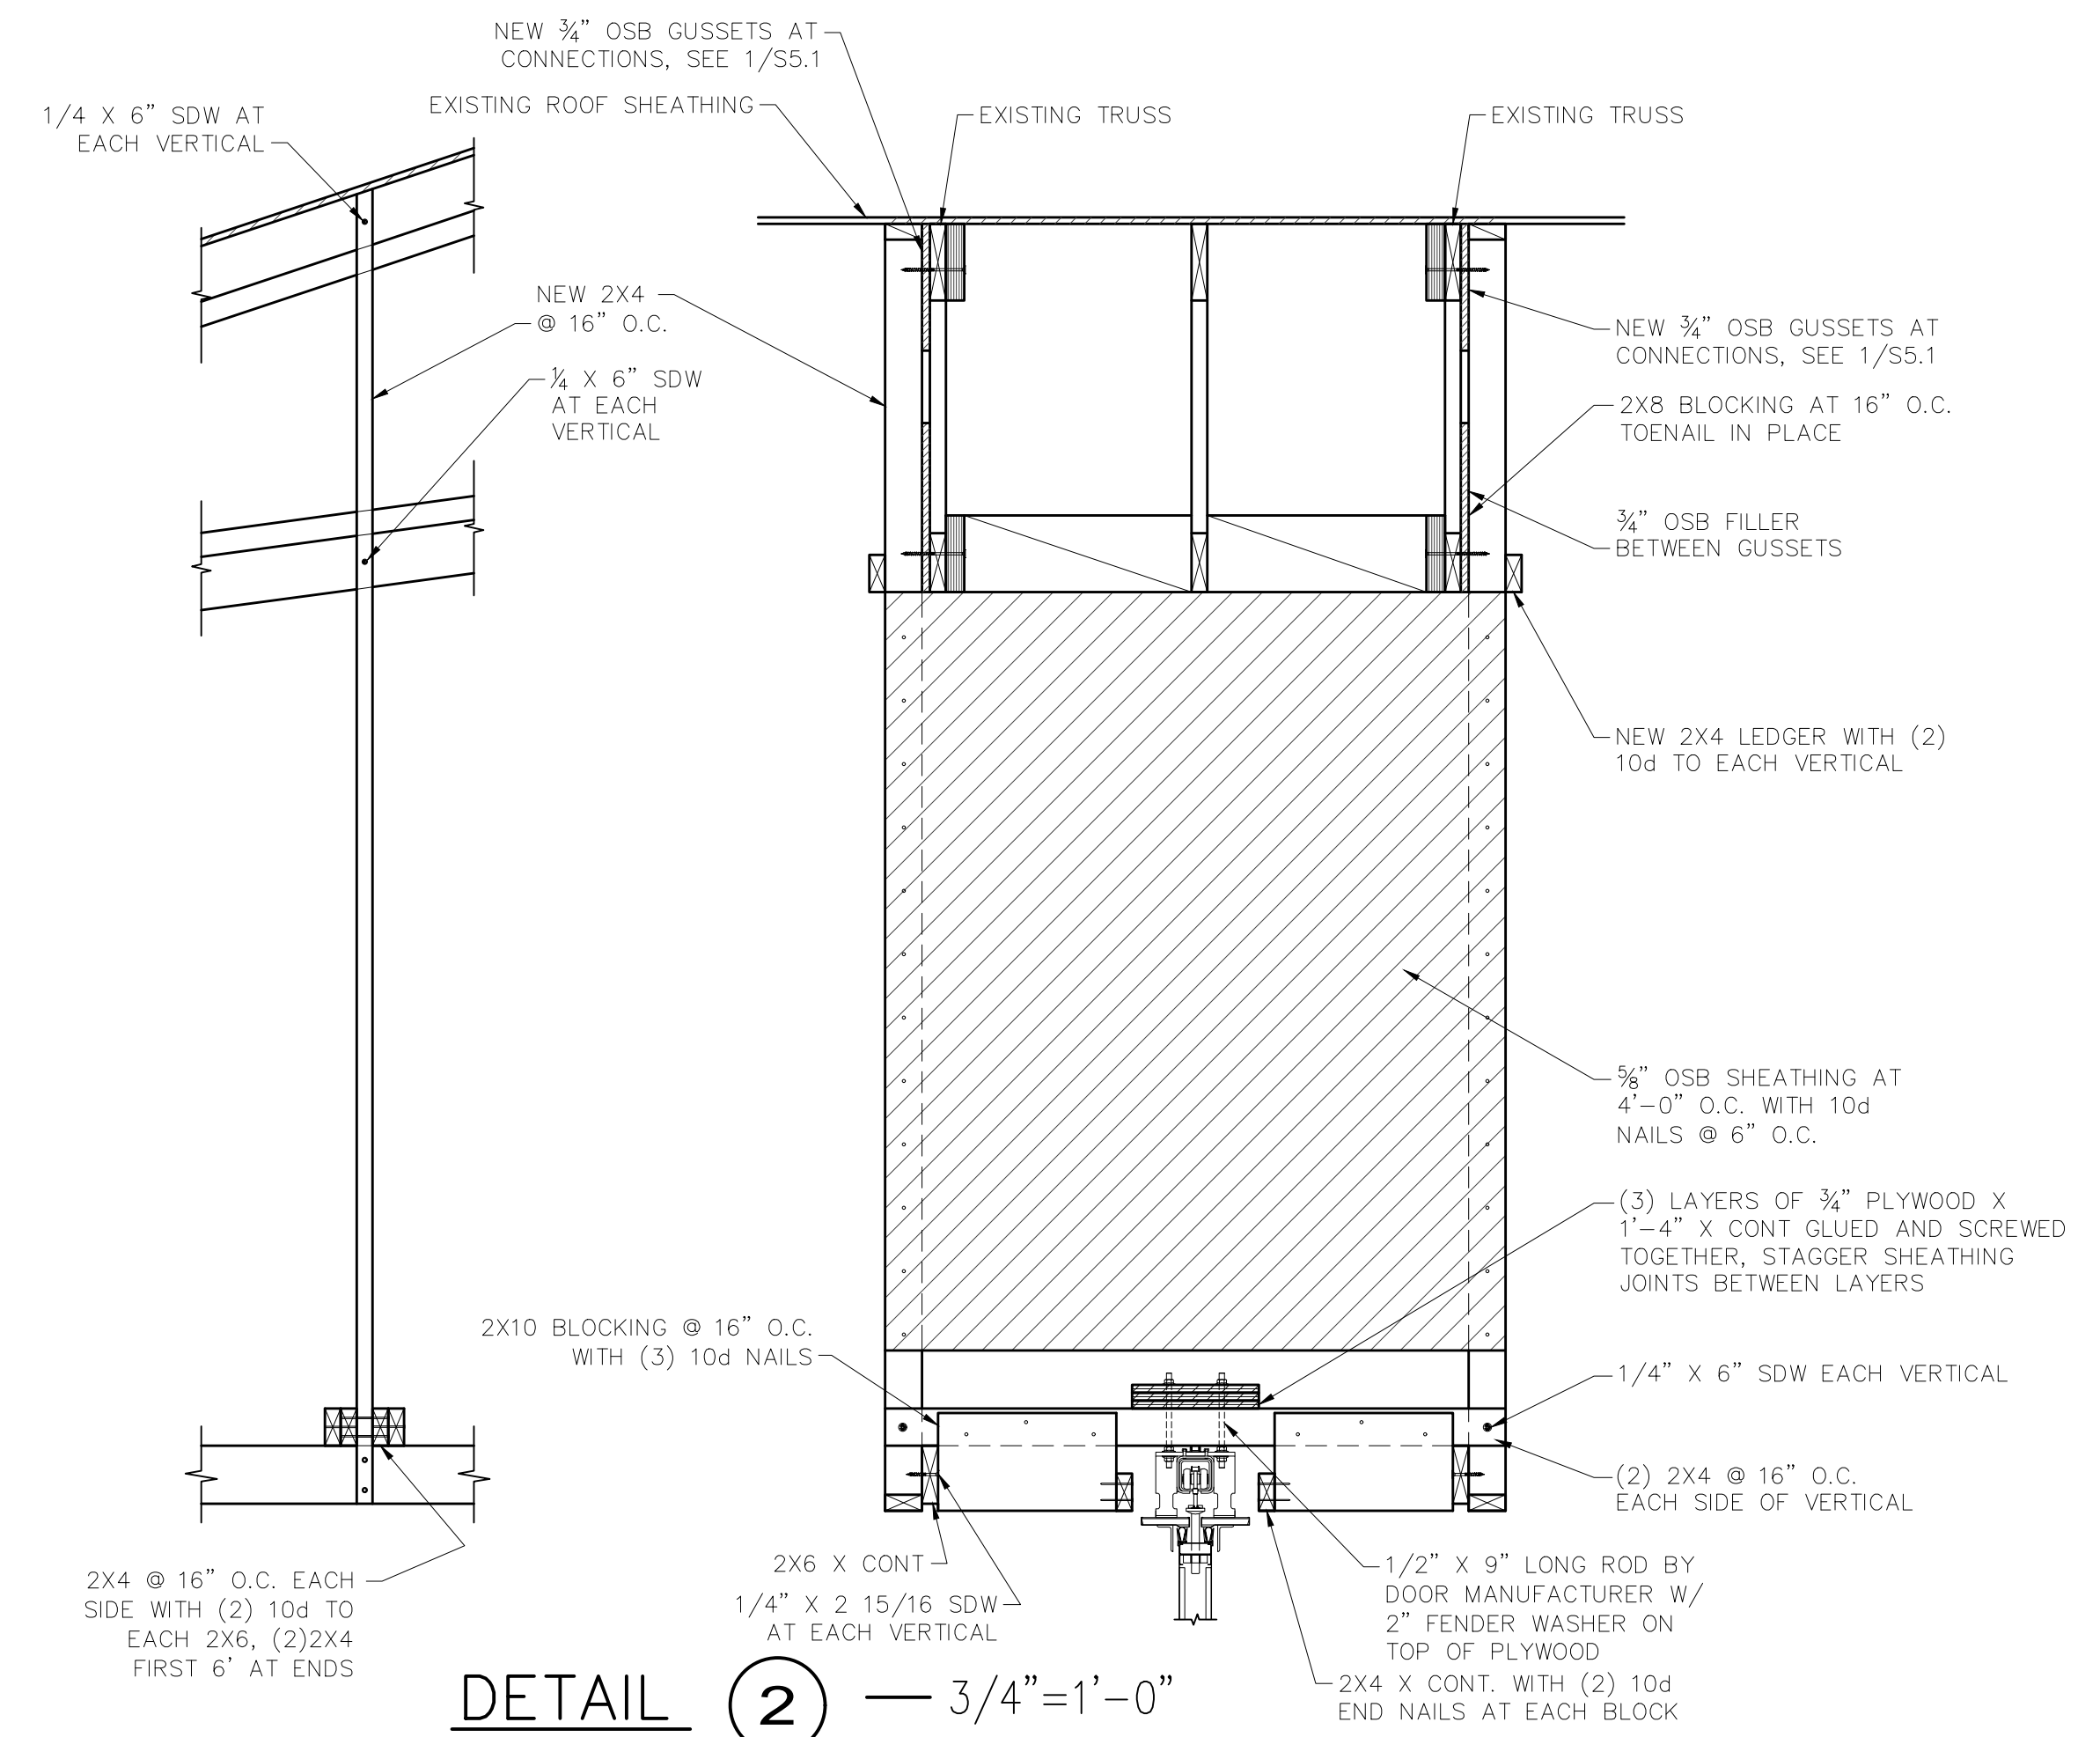 NEW ¾” OSB GUSSETS AT
CONNECTIONS, SEE 1/S5.1
EXISTING ROOF SHEATHING
1/4 X 6” SDW AT
EACH VERTICAL
EXISTING TRUSS
EXISTING TRUSS
NEW 2X4
@ 16” O.C.
¼ X 6” SDW
AT EACH
VERTICAL
NEW ¾” OSB GUSSETS AT
CONNECTIONS, SEE 1/S5.1
2X8 BLOCKING AT 16” O.C.
TOENAIL IN PLACE
¾” OSB FILLER
BETWEEN GUSSETS
NEW 2X4 LEDGER WITH (2)
10d TO EACH VERTICAL
⅝” OSB SHEATHING AT
4’-0” O.C. WITH 10d
NAILS @ 6” O.C.
(3) LAYERS OF ¾” PLYWOOD X
1’-4” X CONT GLUED AND SCREWED
TOGETHER, STAGGER SHEATHING
JOINTS BETWEEN LAYERS
2X10 BLOCKING @ 16” O.C.
WITH (3) 10d NAILS
1/4” X 6” SDW EACH VERTICAL
(2) 2X4 @ 16” O.C.
EACH SIDE OF VERTICAL
2X6 X CONT
1/4” X 2 15/16 SDW
AT EACH VERTICAL
1/2” X 9” LONG ROD BY
DOOR MANUFACTURER W/
2” FENDER WASHER ON
TOP OF PLYWOOD
2X4 @ 16” O.C. EACH
SIDE WITH (2) 10d TO
EACH 2X6, (2)2X4
FIRST 6’ AT ENDS
2X4 X CONT. WITH (2) 10d
END NAILS AT EACH BLOCK
DETAIL 2 — 3/4”=1’-0”